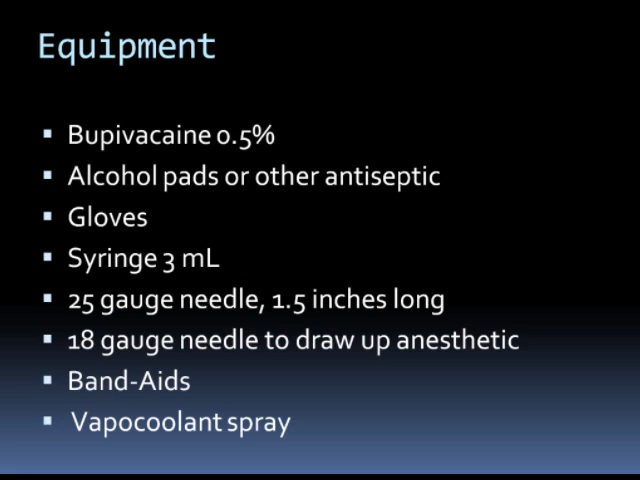 Equipment
Bupivacaine 0.5%
Alcohol pads or other antiseptic
Gloves
Syringe 3 mL
25 gauge needle, 1.5 inches long
18 gauge needle to draw up anesthetic
Band-Aids
Vapocoolant spray